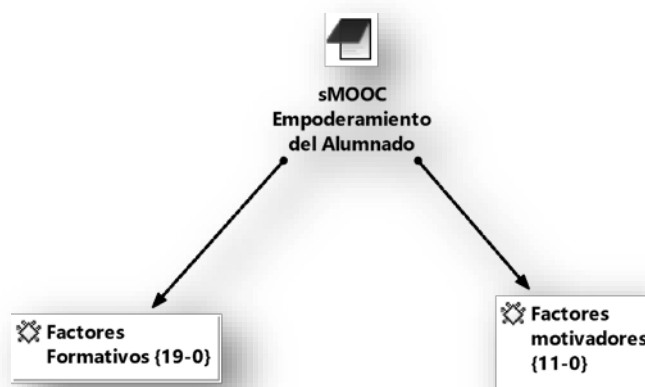 sMOOC
Empoderamiento
del Alumnado
Factores
Formativos {19-0}
Factores
motivadores
{11-0}